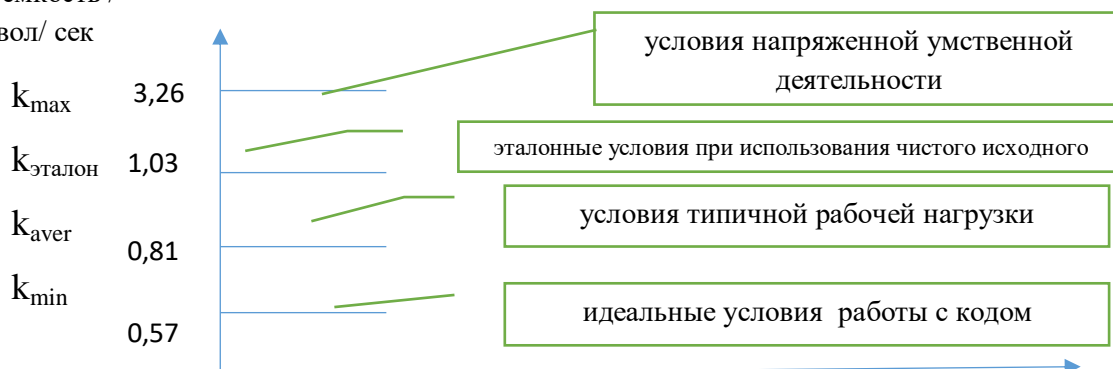 вол/ сек
условия напряженной умственной
деятельности
kmax 3,26
kэталон 1,03
эталонные условия при использования чистого исходного
kaver
0,81
условия типичной рабочей нагрузки
kmin
0,57
идеальные условия работы с кодом